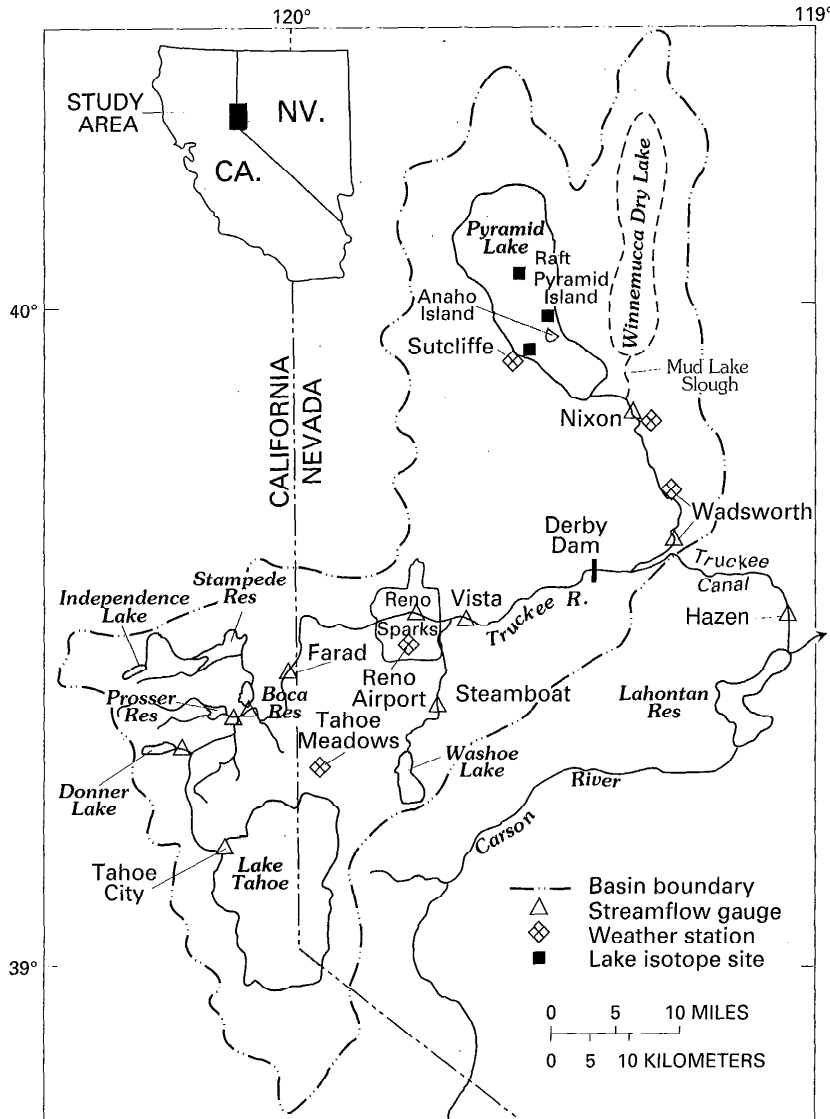 120°
119°
STUDY
AREA
NV.
CA.
Pyramid
Lake
Raft
Pyramid
Island
Anaho
Island
Winnemucca Dry Lake
40°
Sutcliffe
Mud Lake
Slough
Nixon
CALIFORNIA
NEVADA
Wadsworth
Derby
Dam
Truckee
Canal
Stampede
Res
Independence
Lake
Reno
Sparks
Vista
Truckee R.
Hazen
Farad
Reno
Airport
Steamboat
Prosser
Res
Boca
Res
Tahoe
Meadows
Lahontan
Res
Washoe
Lake
Donner
Lake
Carson River
Tahoe
City
Lake
Tahoe
39°
Basin boundary
Streamflow gauge
Weather station
Lake isotope site
0 5 10 MILES
0 5 10 KILOMETERS